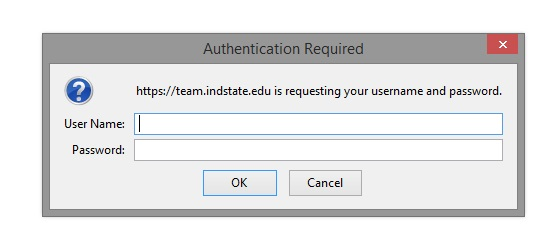 Authentication Required
https://team.indstate.edu is requesting your username and password.
User Name:
Password:
OK
Cancel